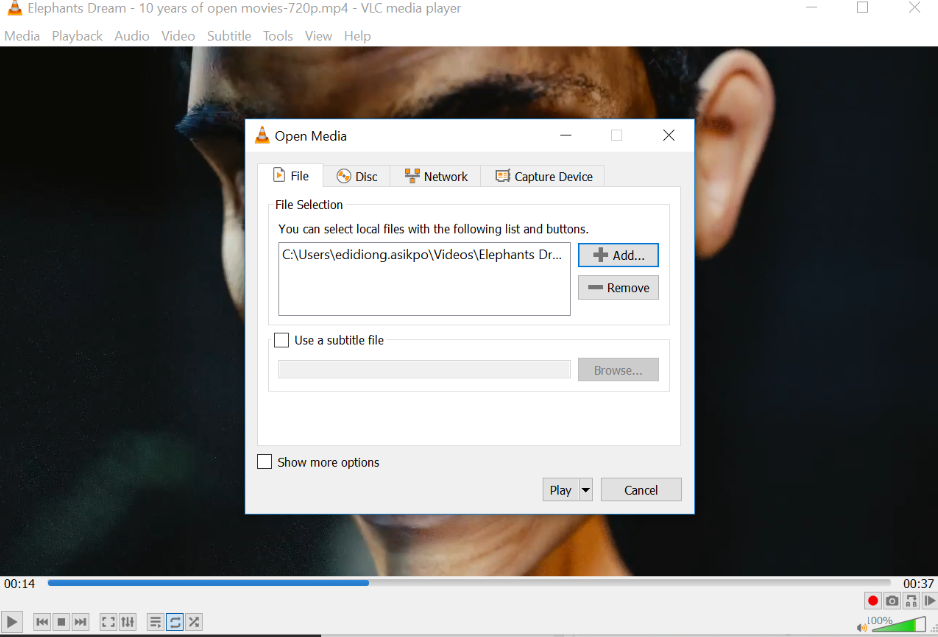 Elephants Dream - 10 years of open movies-720p.mp4 - VLC media player
Media Playback Audio Video Subtitle Tools View Help
Open Media
File Disc Network Capture Device
File Selection
You can select local files with the following list and buttons.
C:\Users\edidiong.asikpo\Videos\Elephants Dr...
Add...
Remove
Use a subtitle file
Browse...
Show more options
Play Cancel
00:14 00:37
100%